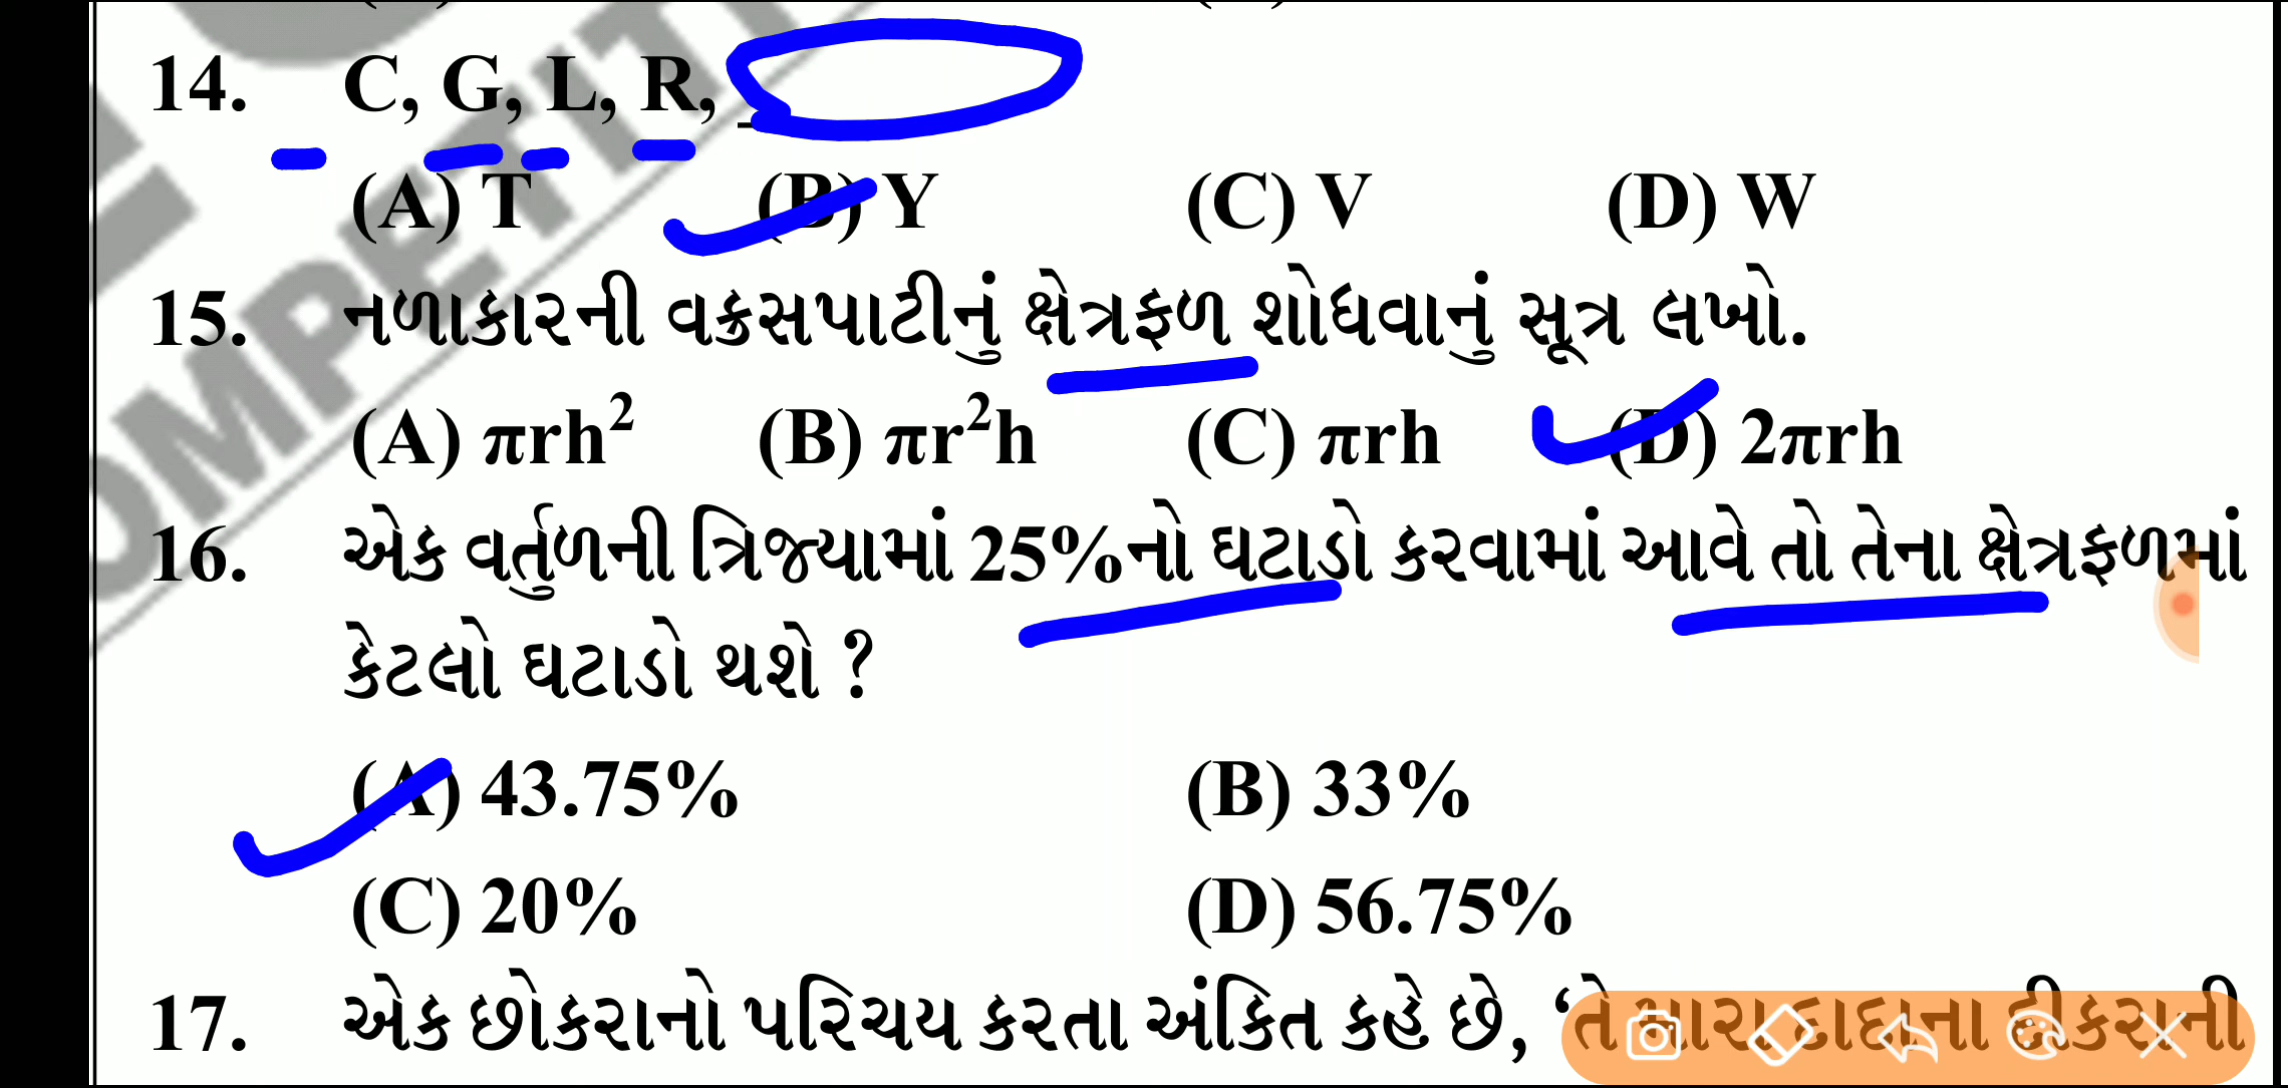 14. C, G, L, R, _
(A) T (B) Y (C) V (D) W
15. નળાકારની વક્રસપાટીનું ક્ષેત્રફળ શોધવાનું સૂત્ર લખો.
(A) πrh² (B) πr²h (C) πrh (D) 2πrh
16. એક વર્તુળની ત્રિજ્યામાં 25%નો ઘટાડો કરવામાં આવે તો તેના ક્ષેત્રફળમાં
કેટલો ઘટાડો થશે ?
(A) 43.75% (B) 33%
(C) 20% (D) 56.75%
17. એક છોકરાનો પરિચય કરતા અંકિત કહે છે, ‘તે મારા દાદાના દીકરાની